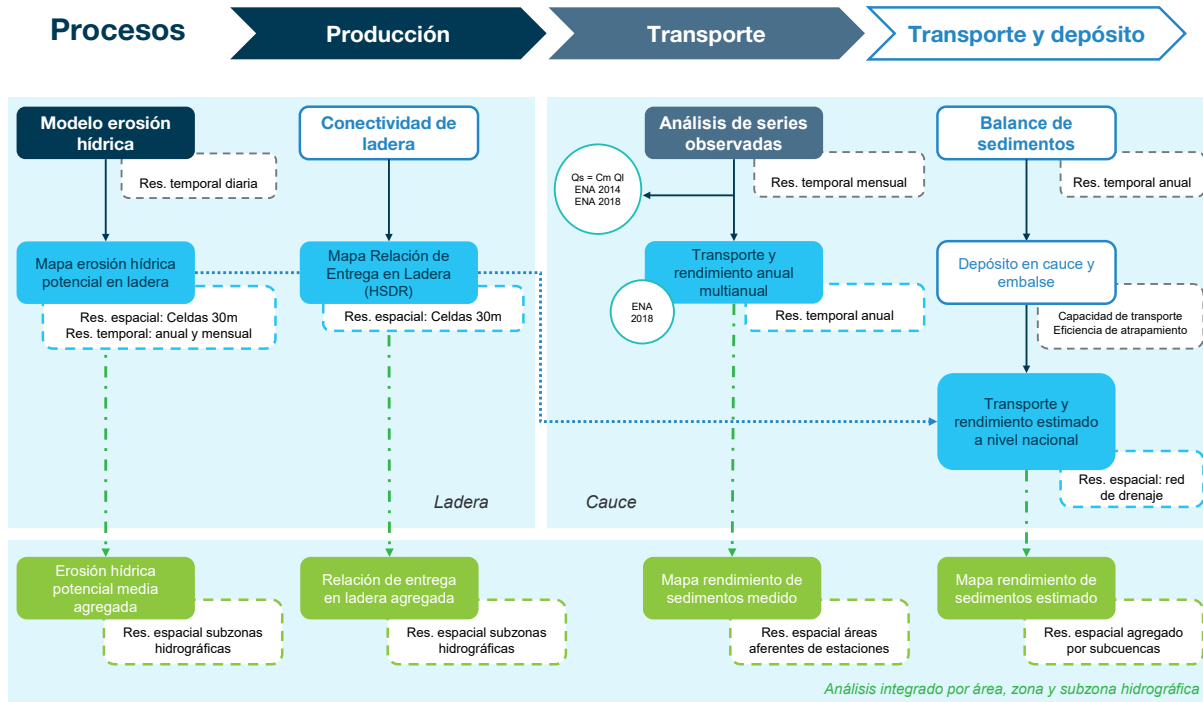 Procesos
Producción
Transporte
Transporte y depósito
Modelo erosión
hídrica
Res. temporal diaria
Mapa erosión hídrica
potencial en ladera
Res. espacial: Celdas 30m
Res. temporal: anual y mensual
Conectividad de
ladera
Mapa Relación de
Entrega en Ladera
(HSDR)
Res. espacial: Celdas 30m
Ladera
Análisis de series
observadas
Res. temporal mensual
Qs = Cm Ql
ENA 2014
ENA 2018
Transporte y
rendimiento anual
multianual
ENA
2018
Res. temporal anual
Balance de
sedimentos
Res. temporal anual
Depósito en cauce y
embalse
Capacidad de transporte
Eficiencia de atrapamiento
Transporte y
rendimiento estimado
a nivel nacional
Res. espacial: red
de drenaje
Cauce
Erosión hídrica
potencial media
agregada
Res. espacial subzonas
hidrográficas
Relación de entrega
en ladera agregada
Res. espacial subzonas
hidrográficas
Mapa rendimiento de
sedimentos medido
Res. espacial áreas
aferentes de estaciones
Mapa rendimiento de
sedimentos estimado
Res. espacial agregado
por subcuencas
Análisis integrado por área, zona y subzona hidrográfica